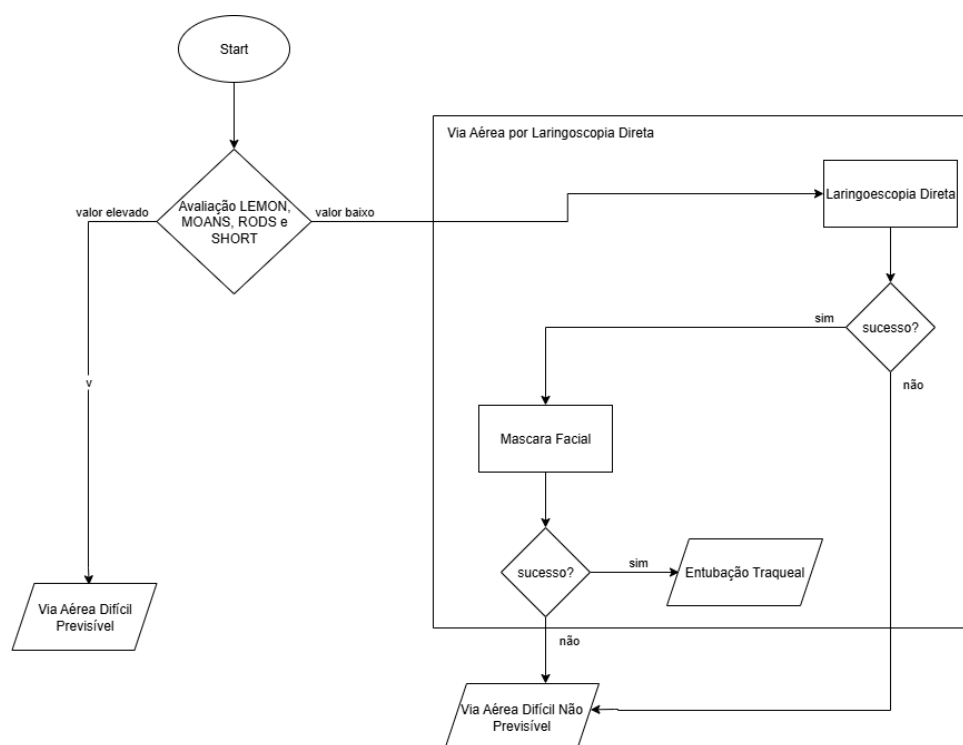 Start
Via Aérea por Laringoscopia Direta
Avaliação LEMON,
MOANS, RODS e
SHORT
valor elevado
valor baixo
Laringoescopia
Direta
sucesso?
sim
não
v
Mascara Facial
sucesso?
sim
Entubação Traqueal
não
Via Aérea Difícil
Previsível
Via Aérea Difícil Não
Previsível